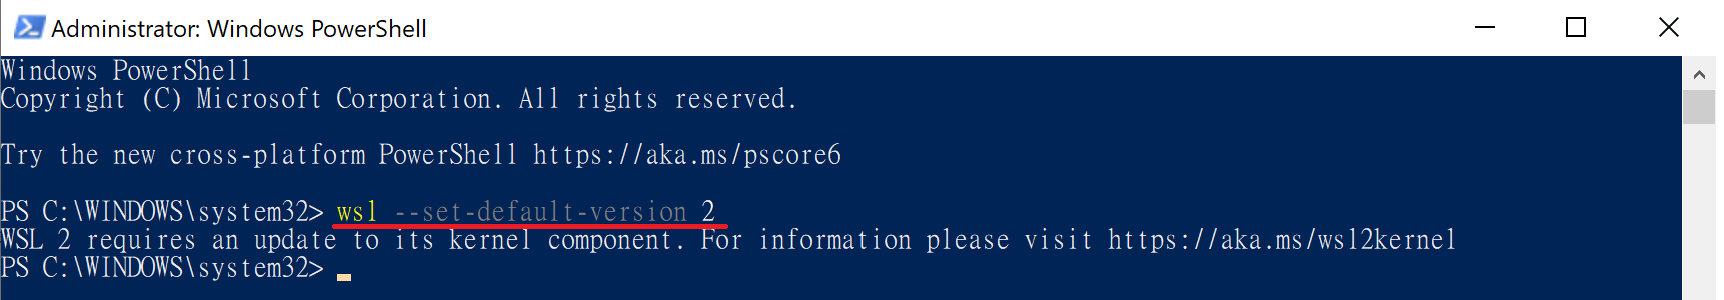 Administrator: Windows PowerShell
Windows PowerShell
Copyright (C) Microsoft Corporation. All rights reserved.
Try the new cross-platform PowerShell https://aka.ms/pscore6
PS C:\WINDOWS\system32> wsl --set-default-version 2
WSL 2 requires an update to its kernel component. For information please visit https://aka.ms/wsl2kernel
PS C:\WINDOWS\system32>